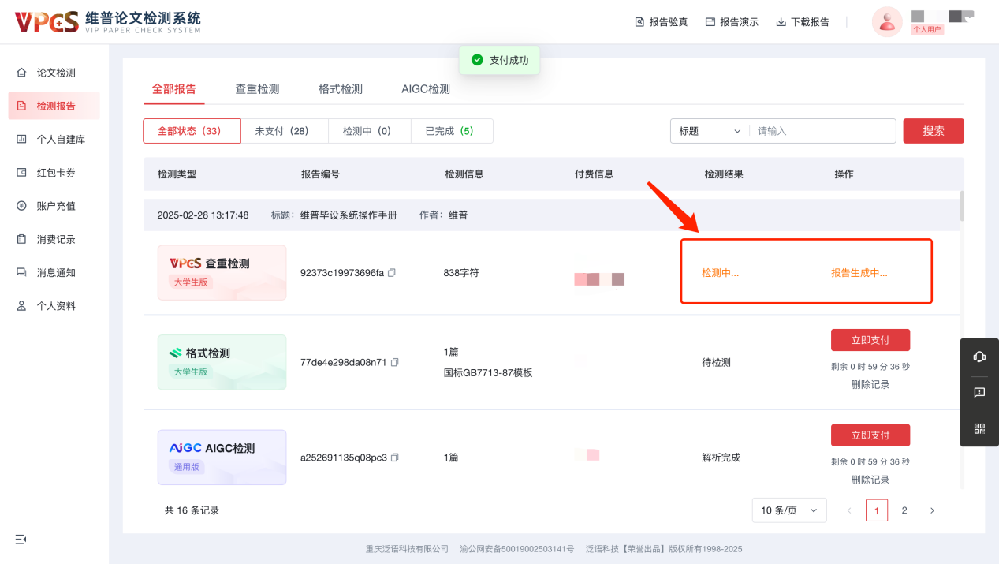 VPCS 维普论文检测系统
VIP PAPER CHECK SYSTEM
报告验真 报告演示 下载报告
个人用户
支付成功
论文检测
检测报告
个人自建库
红包卡券
账户充值
消费记录
消息通知
个人资料
全部报告 查重检测 格式检测 AIGC检测
全部状态 (33) 未支付 (28) 检测中 (0) 已完成 (5) 标题 请输入 搜索
检测类型 报告编号 检测信息 付费信息 检测结果 操作
2025-02-28 13:17:48 标题: 维普毕设系统操作手册 作者: 维普
VPCS 查重检测
大学生版
92373c19973696fa 838字符 检测中... 报告生成中...
格式检测
大学生版
77de4e298da08n71
1篇
国标GB7713-87模板
待检测
立即支付
剩余 0 时 59 分 36 秒
删除记录
AIGC AIGC检测
通用版
a252691135q08pc3 1篇 解析完成
立即支付
剩余 0 时 59 分 36 秒
删除记录
共 16 条记录 10 条/页 1 2
重庆泛语科技有限公司 渝公网安备50019002503141号 泛语科技【荣誉出品】版权所有1998-2025